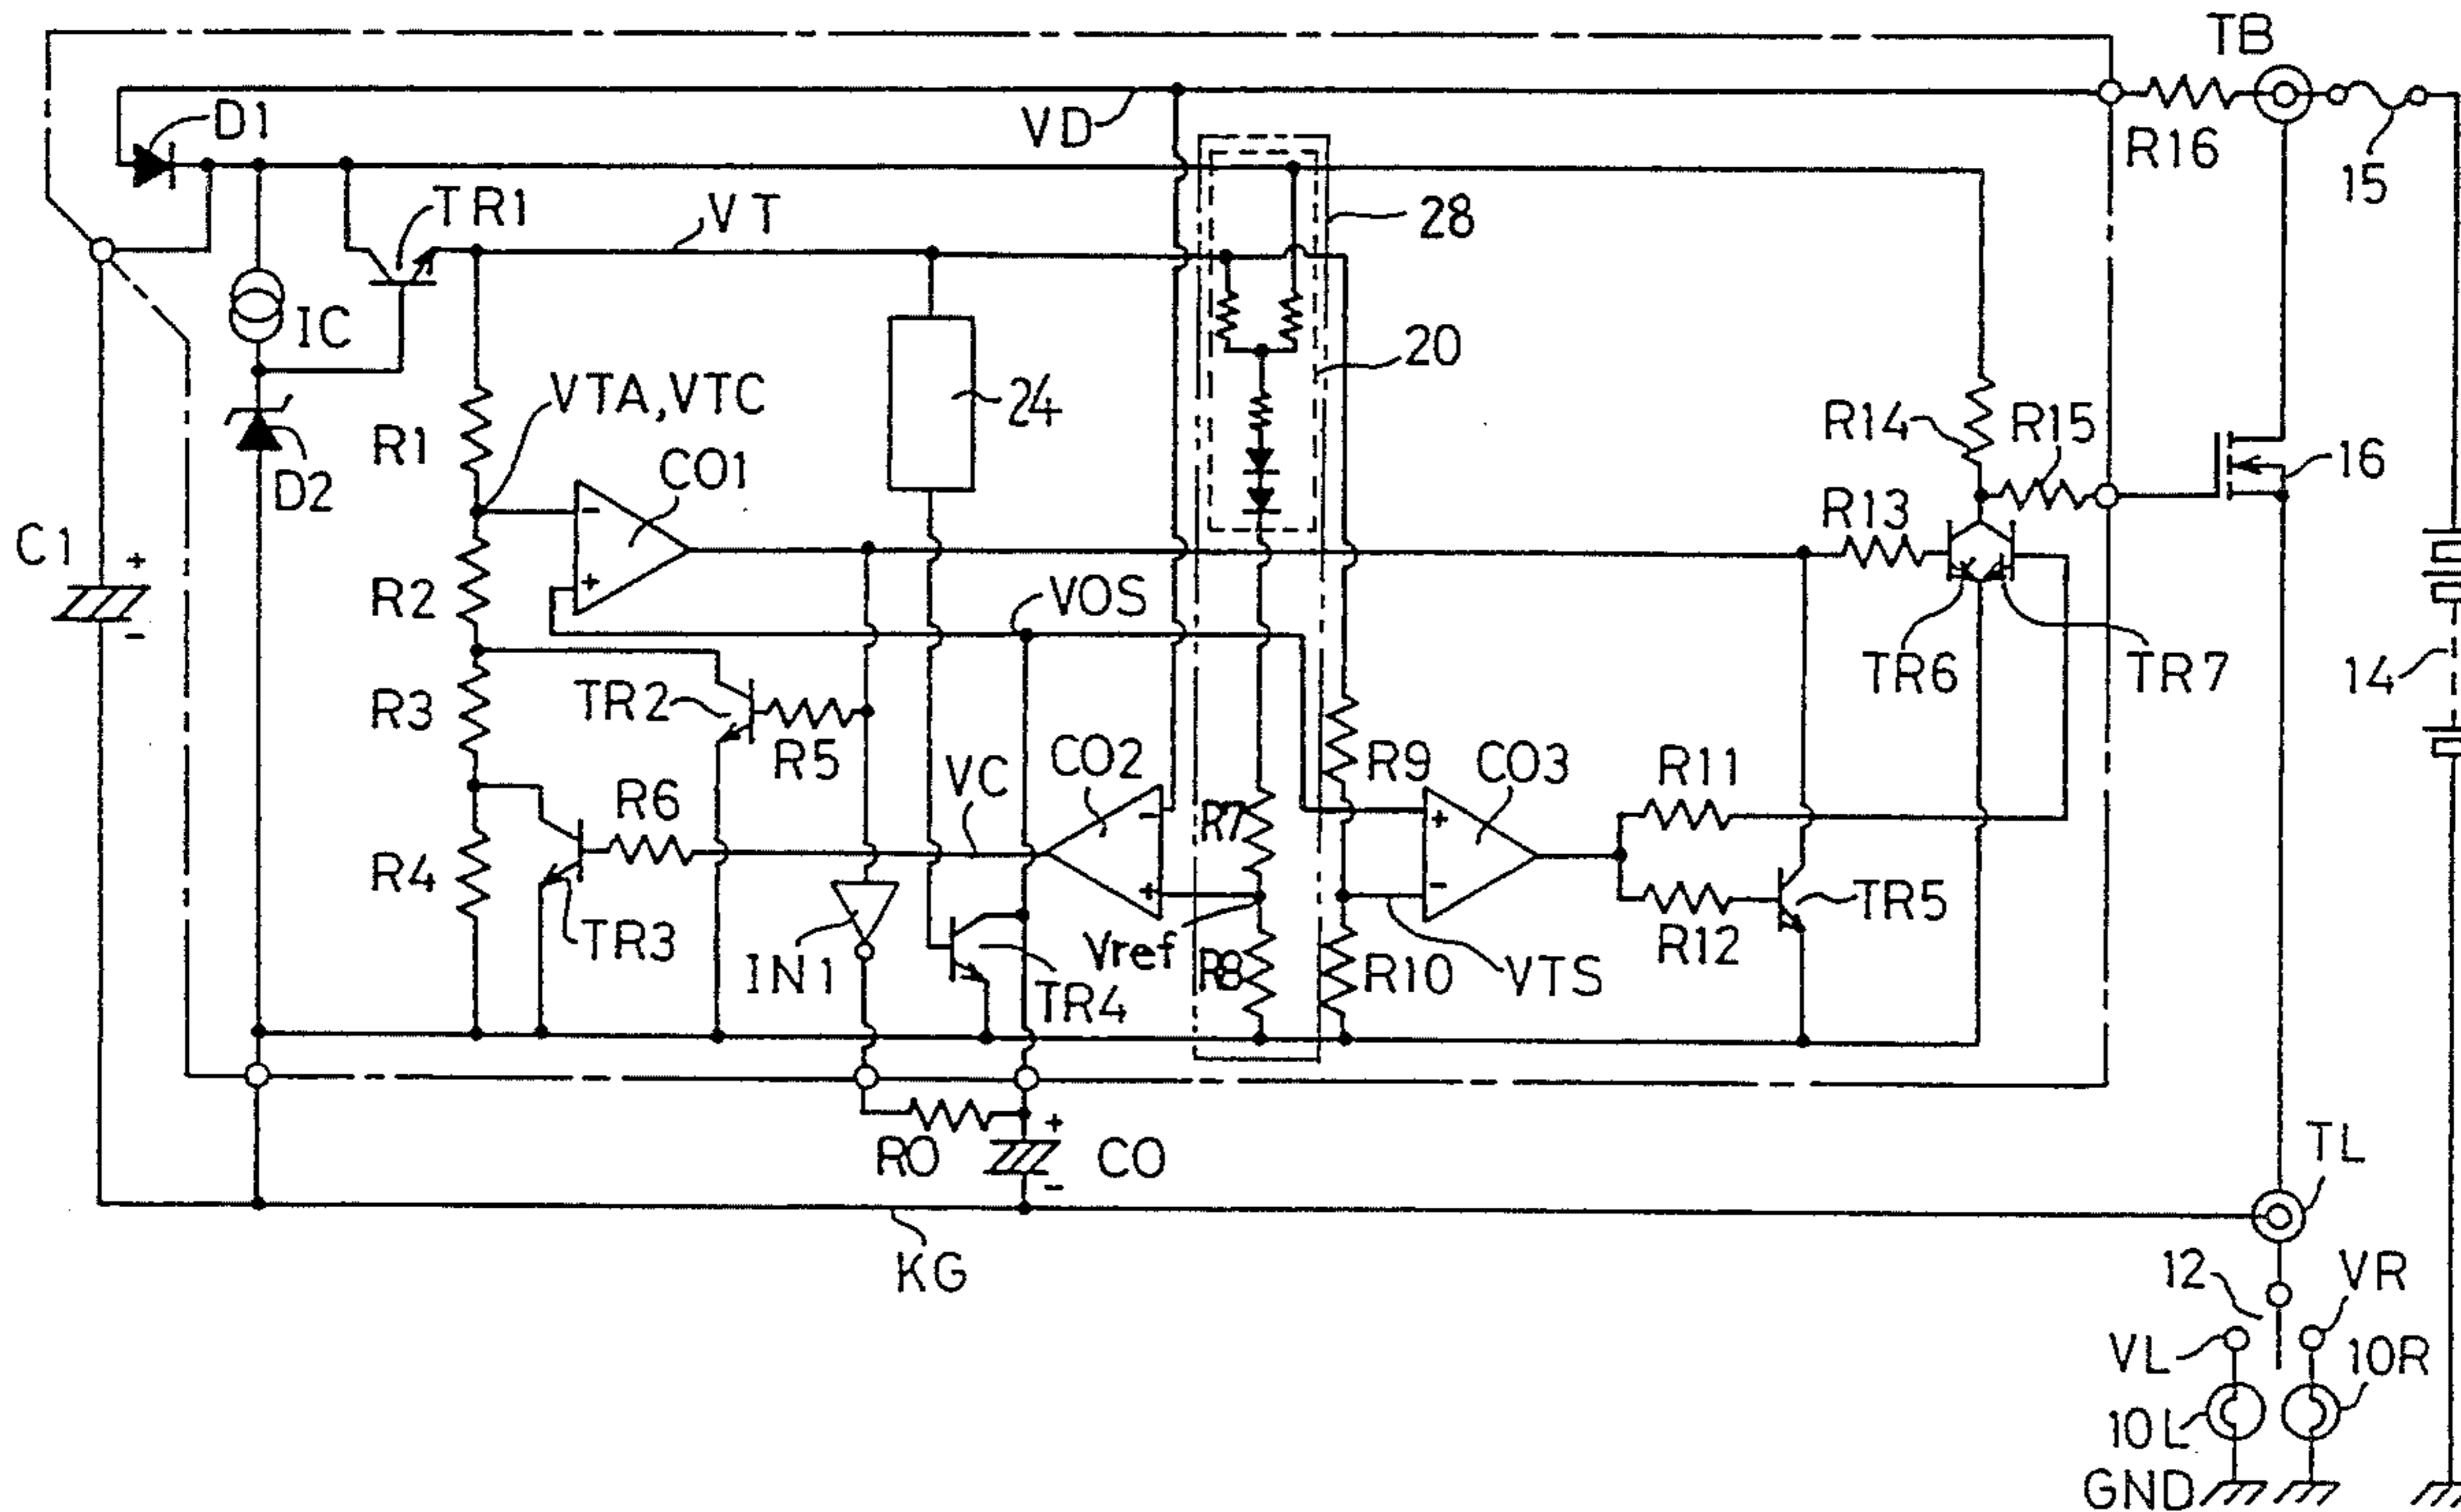 TB
D1
VD
R16
15
TR1
VT
28
IC
20
VTA,VTC
24
R1
R14
R15
16
CO1
D2
R13
C1
+
-
-
+
R2
VOS
TR6
TR7
14
R3
TR2
R5
VC
CO2
R9
CO3
R11
R6
-
R7
+
R4
+
-
TR5
TR3
IN1
Vref
R8
R10
VTS
R12
TR4
R0
+
-
CO
TL
KG
12
VR
VL
10R
10L
GND